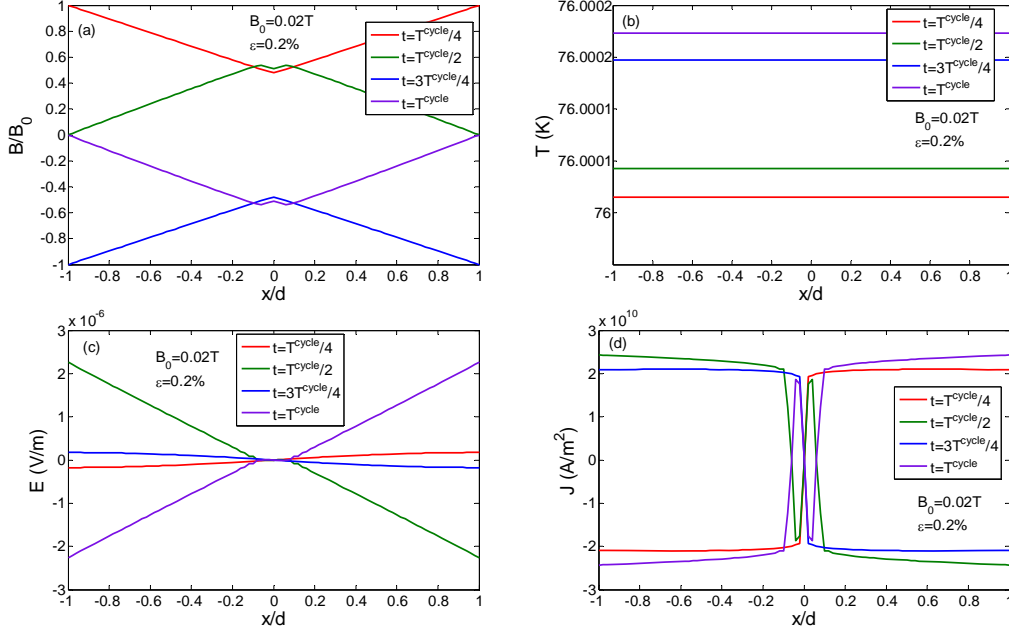 (a)
B₀=0.02T
ε=0.2%
t=Tᶜʸᶜˡᵉ/4
t=Tᶜʸᶜˡᵉ/2
t=3Tᶜʸᶜˡᵉ/4
t=Tᶜʸᶜˡᵉ
1
0.8
0.6
0.4
0.2
0
-0.2
-0.4
-0.6
-0.8
-1
B/B₀
-1 -0.8 -0.6 -0.4 -0.2 0 0.2 0.4 0.6 0.8 1
x/d
(b)
t=Tᶜʸᶜˡᵉ/4
t=Tᶜʸᶜˡᵉ/2
t=3Tᶜʸᶜˡᵉ/4
t=Tᶜʸᶜˡᵉ
B₀=0.02T
ε=0.2%
76.0002
76.0002
76.0001
76.0001
76
T (K)
-1 -0.8 -0.6 -0.4 -0.2 0 0.2 0.4 0.6 0.8 1
x/d
x 10⁻⁶
(c)
B₀=0.02T
ε=0.2%
t=Tᶜʸᶜˡᵉ/4
t=Tᶜʸᶜˡᵉ/2
t=3Tᶜʸᶜˡᵉ/4
t=Tᶜʸᶜˡᵉ
3
2
1
0
-1
-2
-3
E (V/m)
-1 -0.8 -0.6 -0.4 -0.2 0 0.2 0.4 0.6 0.8 1
x/d
x 10¹⁰
(d)
t=Tᶜʸᶜˡᵉ/4
t=Tᶜʸᶜˡᵉ/2
t=3Tᶜʸᶜˡᵉ/4
t=Tᶜʸᶜˡᵉ
B₀=0.02T
ε=0.2%
3
2
1
0
-1
-2
-3
J (A/m²)
-1 -0.8 -0.6 -0.4 -0.2 0 0.2 0.4 0.6 0.8 1
x/d